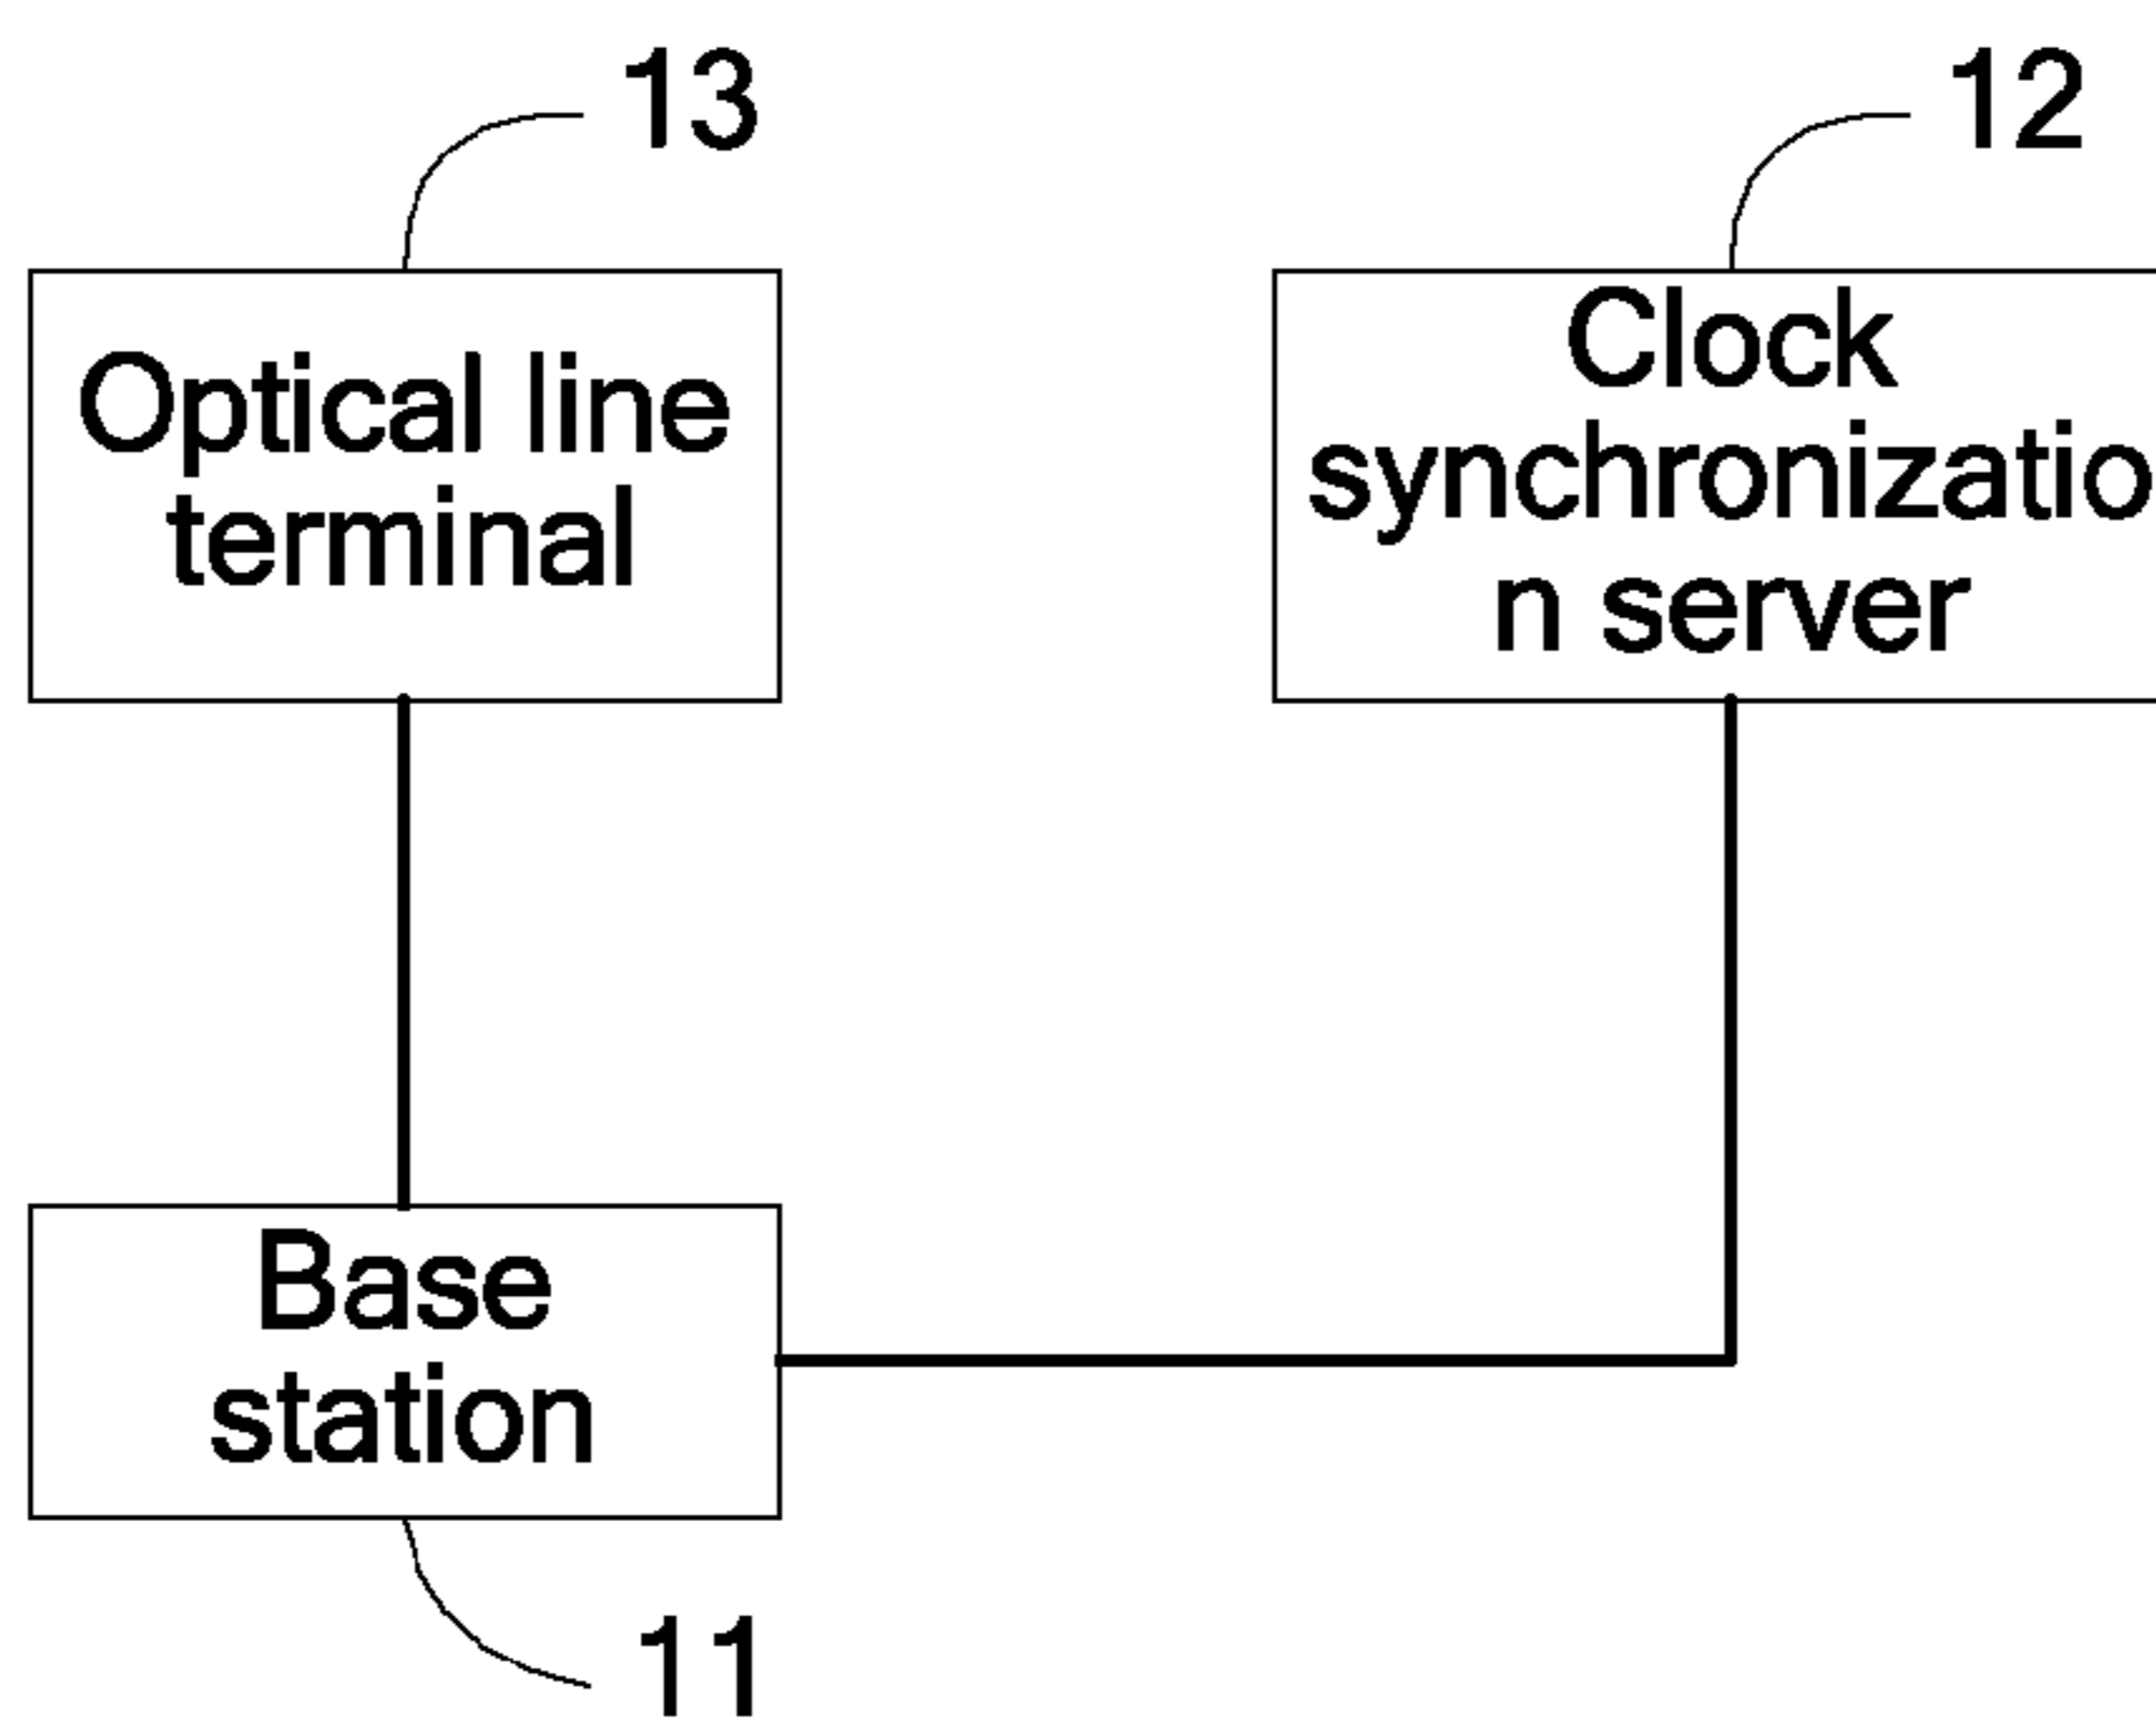 13
12
Optical line
terminal
Clock
synchronizatio
n server
Base
station
11